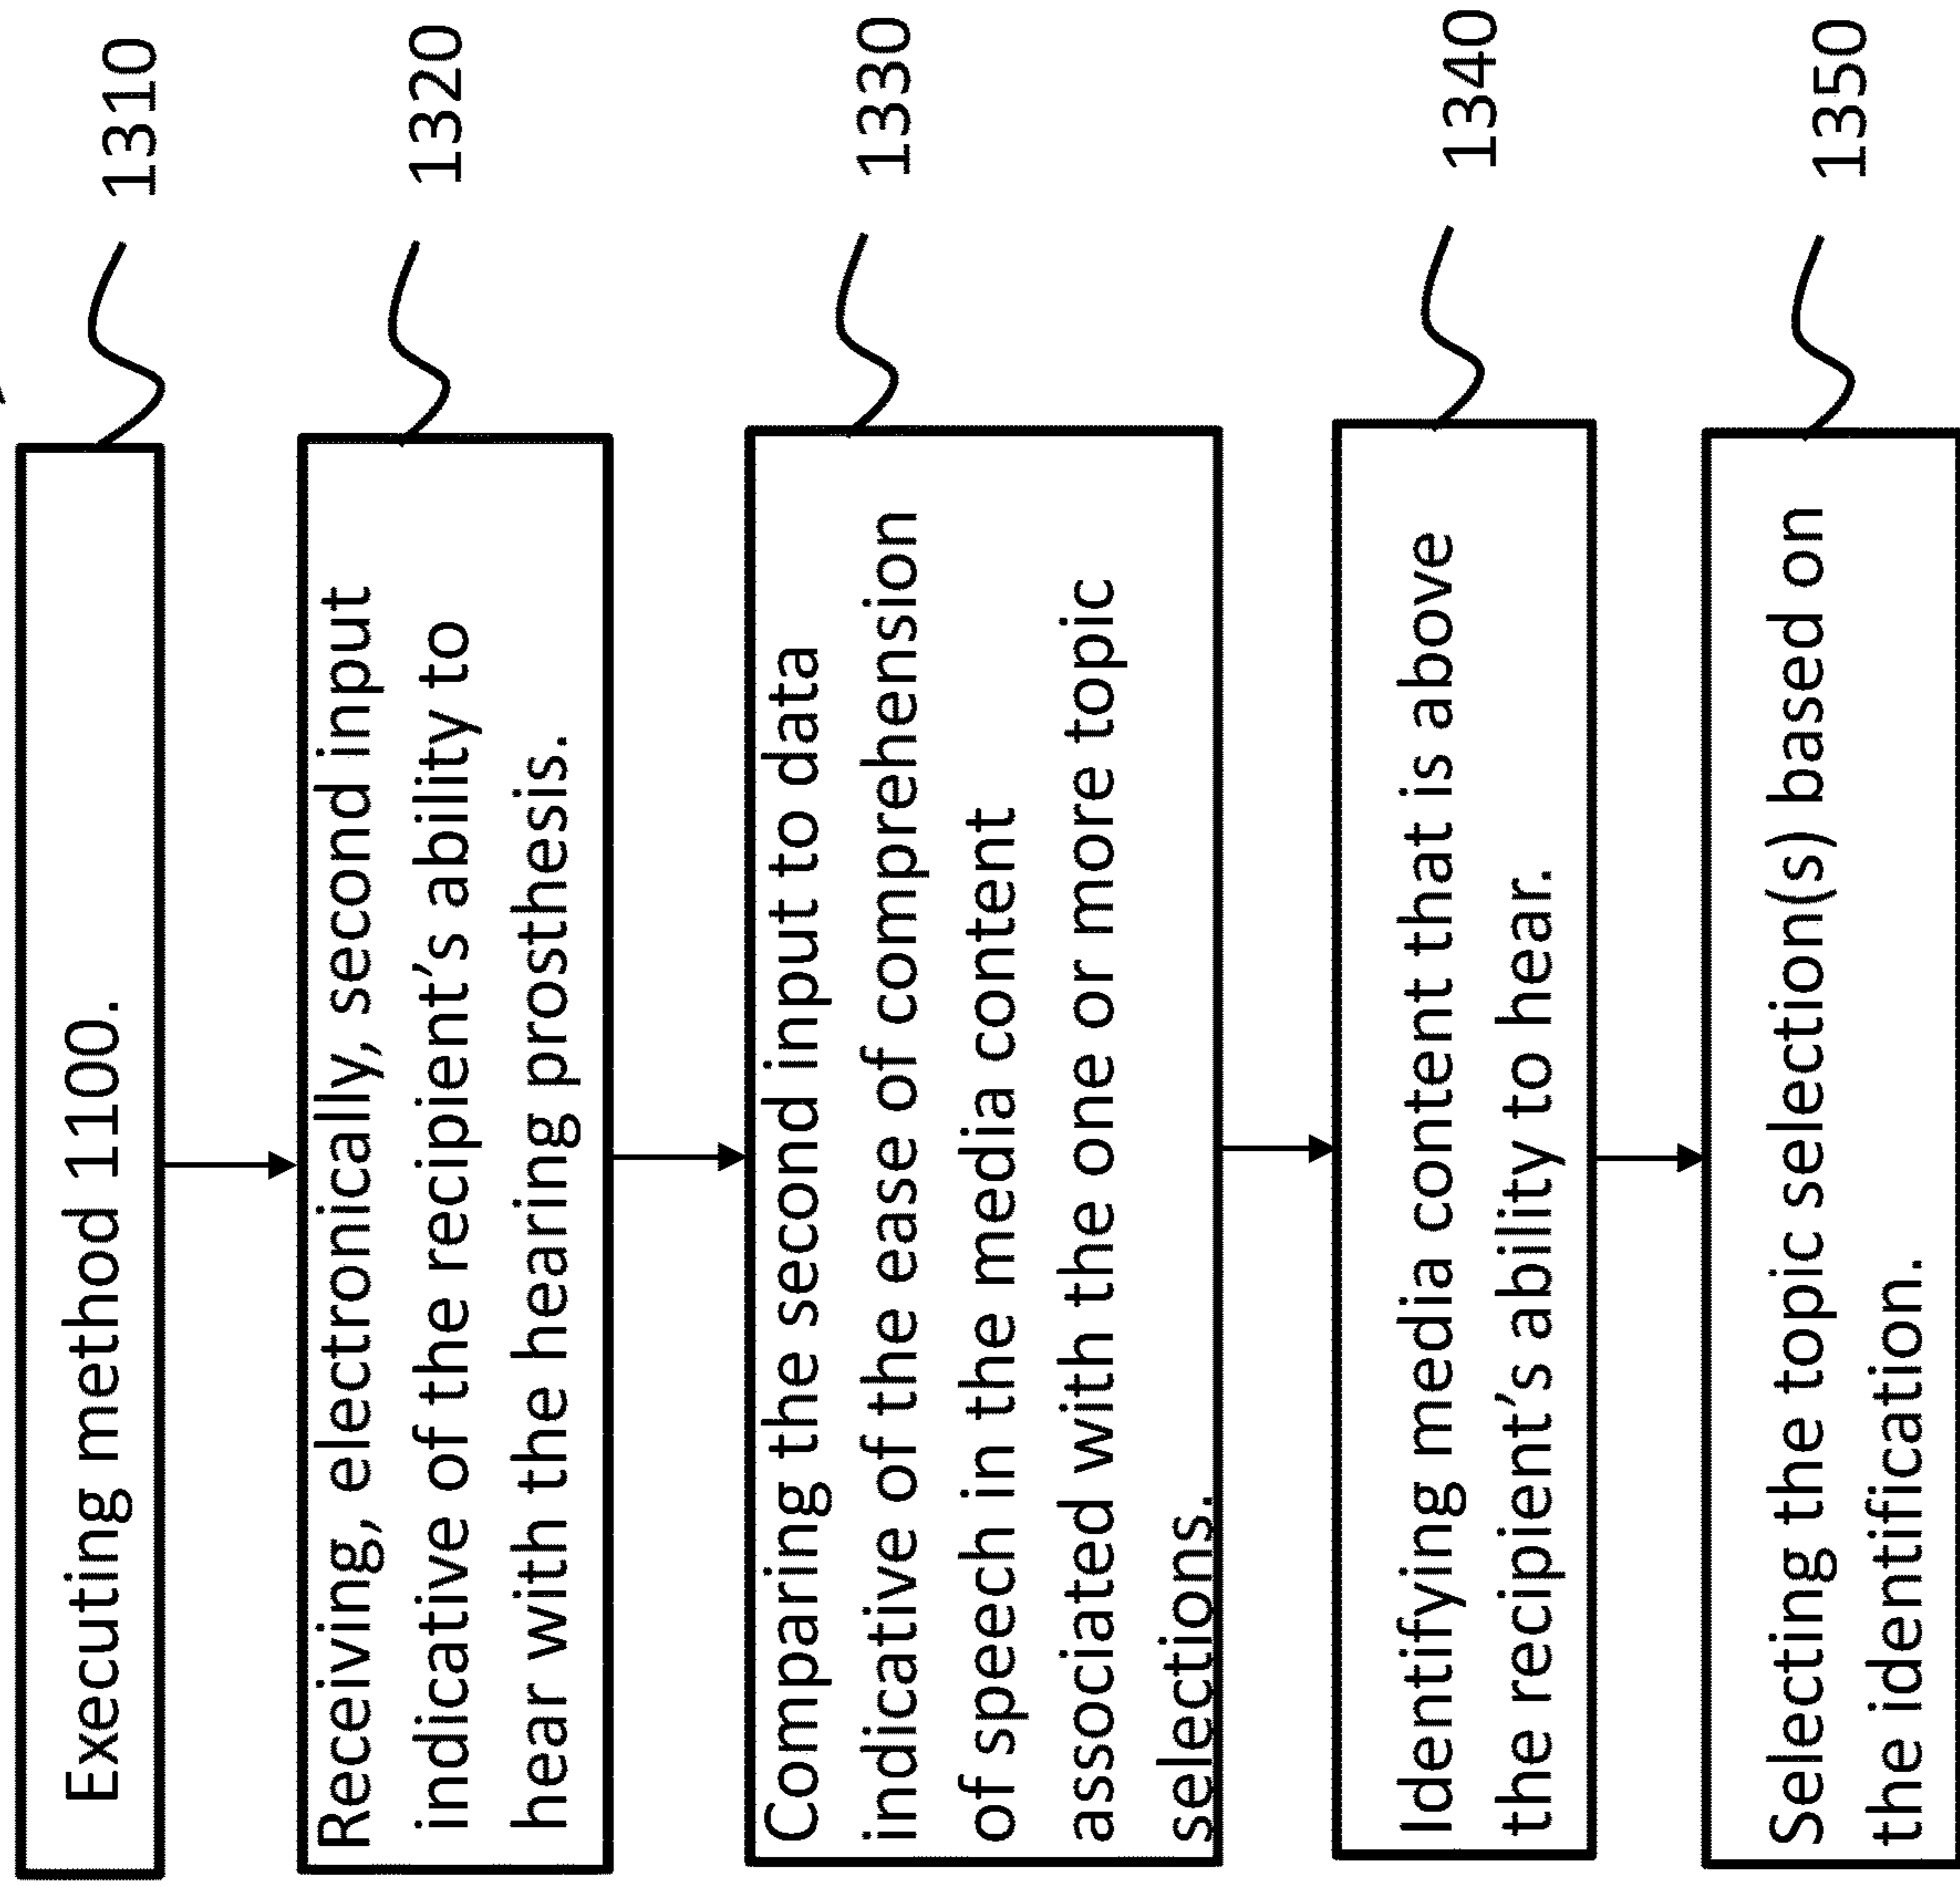 Executing method 1100.
1310
Receiving, electronically, second input
indicative of the recipient's ability to
hear with the hearing prosthesis.
1320
Comparing the second input to data
indicative of the ease of comprehension
of speech in the media content
associated with the one or more topic
selections.
1330
Identifying media content that is above
the recipient's ability to hear.
1340
Selecting the topic selection(s) based on
the identification.
1350